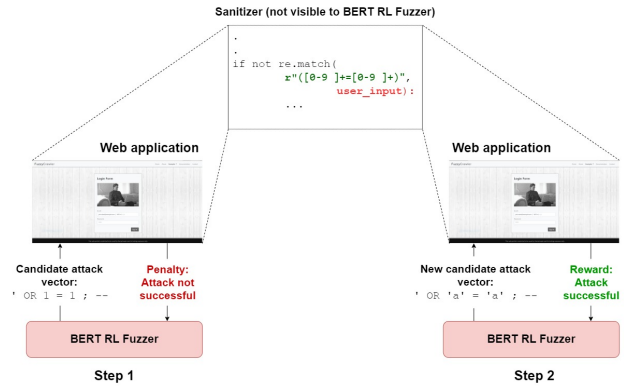 Sanitizer (not visible to BERT RL Fuzzer)
.
.
if not re.match(
r"([0-9 ]+=[0-9 ]+)",
user_input):
...
Web application
Login Form
Candidate attack
vector:
' OR 1 = 1 ; --
Penalty:
Attack not
successful
BERT RL Fuzzer
Step 1
Web application
Login Form
New candidate attack
vector:
' OR 'a' = 'a' ; --
Reward:
Attack
successful
BERT RL Fuzzer
Step 2